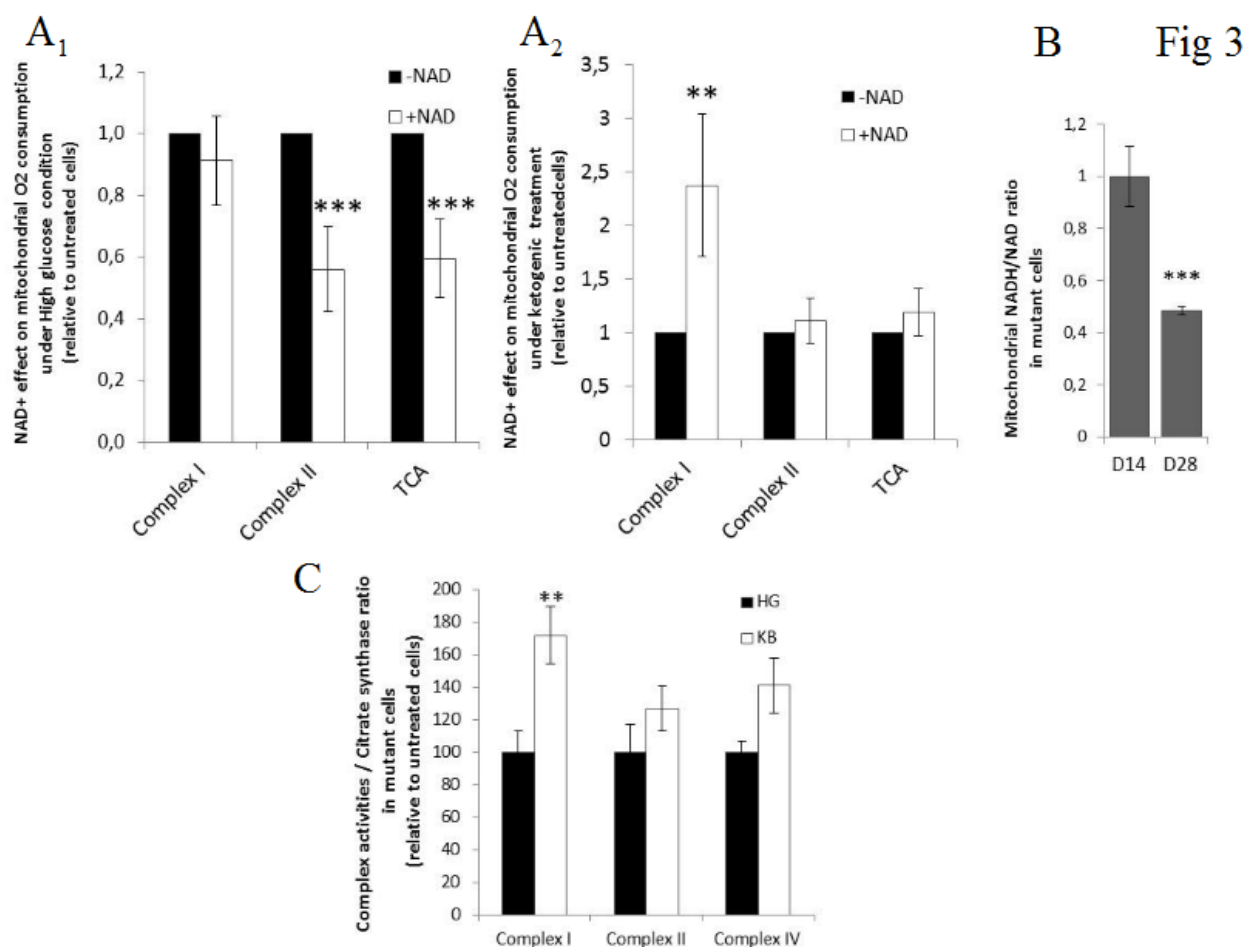 A1
A2
B
Fig 3
NAD+ effect on mitochondrial O2 consumption
under High glucose condition
(relative to untreated cells)
1,2
1,0
0,8
0,6
0,4
0,2
0,0
-NAD
+NAD
***
***
Complex I
Complex II
TCA
NAD+ effect on mitochondrial O2 consumption
under ketogenic treatment
(relative to untreatedcells)
3,5
3
2,5
2
1,5
1
0,5
0
**
-NAD
+NAD
Complex I
Complex II
TCA
Mitochondrial NADH/NAD ratio
in mutant cells
1,2
1
0,8
0,6
0,4
0,2
0
***
D14 D28
C
Complex activities / Citrate synthase ratio
in mutant cells
(relative to untreated cells)
200
180
160
140
120
100
80
60
40
20
0
**
HG
KB
Complex I Complex II Complex IV